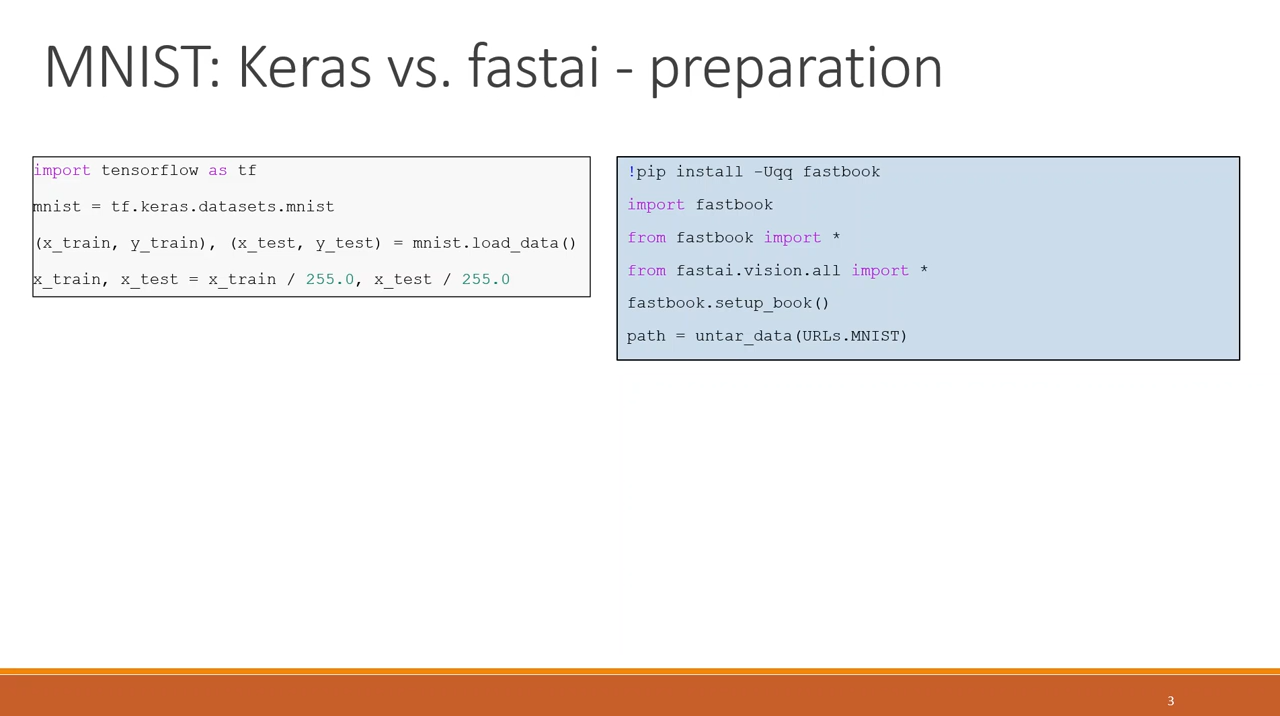 MNIST: Keras vs. fastai - preparation
import tensorflow as tf
mnist = tf.keras.datasets.mnist
(x_train, y_train), (x_test, y_test) = mnist.load_data()
x_train, x_test = x_train / 255.0, x_test / 255.0
!pip install -Uqq fastbook
import fastbook
from fastbook import *
from fastai.vision.all import *
fastbook.setup_book()
path = untar_data(URLs.MNIST)
3